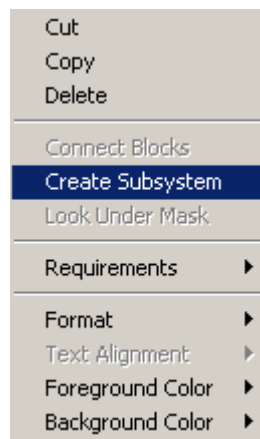 Cut
Copy
Delete
Connect Blocks
Create Subsystem
Look Under Mask
Requirements
Format
Text Alignment
Foreground Color
Background Color